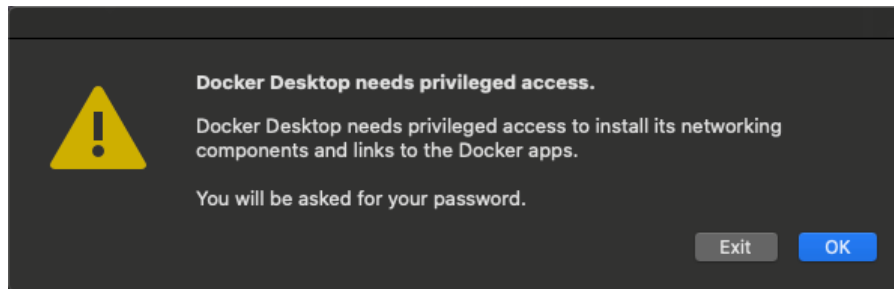 Docker Desktop needs privileged access.
Docker Desktop needs privileged access to install its networking
components and links to the Docker apps.
You will be asked for your password.
Exit OK